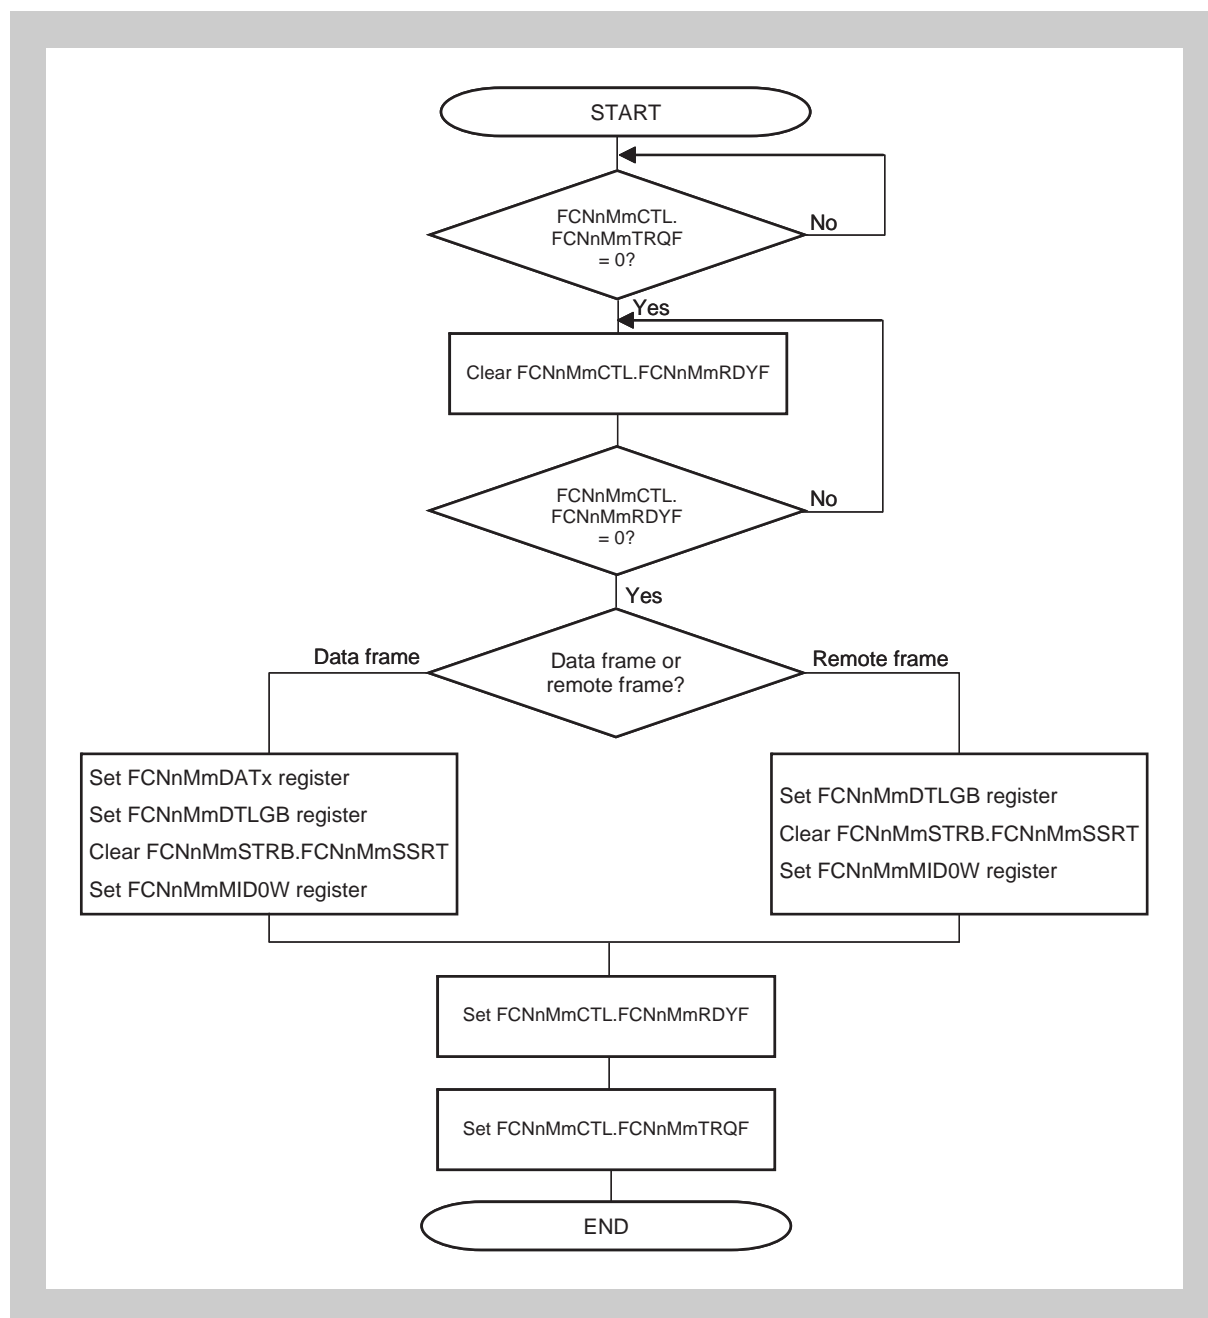 START
FCNnMmCTL.
FCNnMmTRQF
= 0?
No
Yes
Clear FCNnMmCTL.FCNnMmRDYF
FCNnMmCTL.
FCNnMmRDYF
= 0?
No
Yes
Data frame
Data frame or
remote frame?
Remote frame
Set FCNnMmDATx register
Set FCNnMmDTLGB register
Clear FCNnMmSTRB.FCNnMmSSRT
Set FCNnMmMID0W register
Set FCNnMmDTLGB register
Clear FCNnMmSTRB.FCNnMmSSRT
Set FCNnMmMID0W register
Set FCNnMmCTL.FCNnMmRDYF
Set FCNnMmCTL.FCNnMmTRQF
END